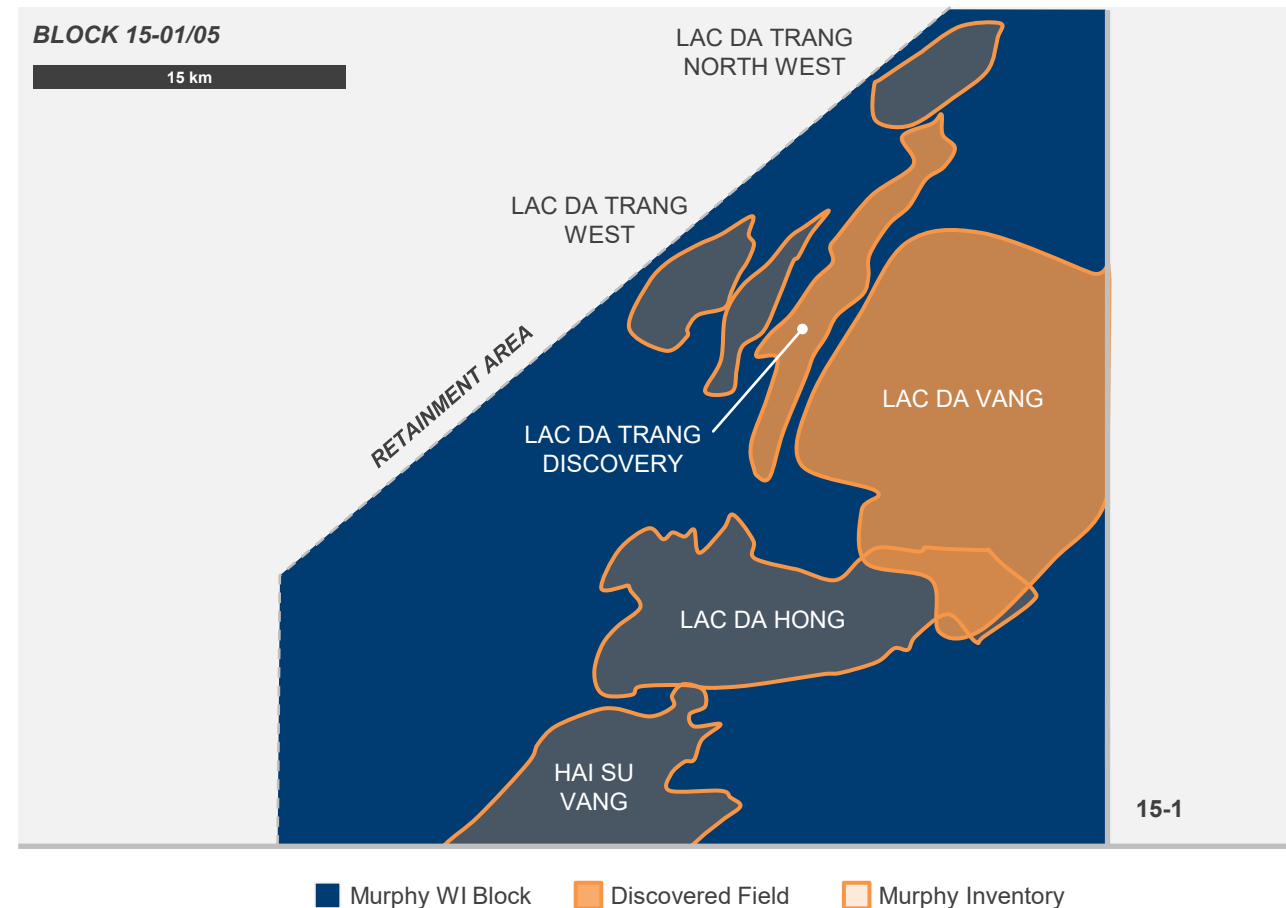 BLOCK 15-01/05
15 km
LAC DA TRANG
NORTH WEST
LAC DA TRANG
WEST
RETAINMENT AREA
LAC DA VANG
LAC DA TRANG
DISCOVERY
LAC DA HONG
HAI SU
VANG
15-1
Murphy WI Block
Discovered Field
Murphy Inventory